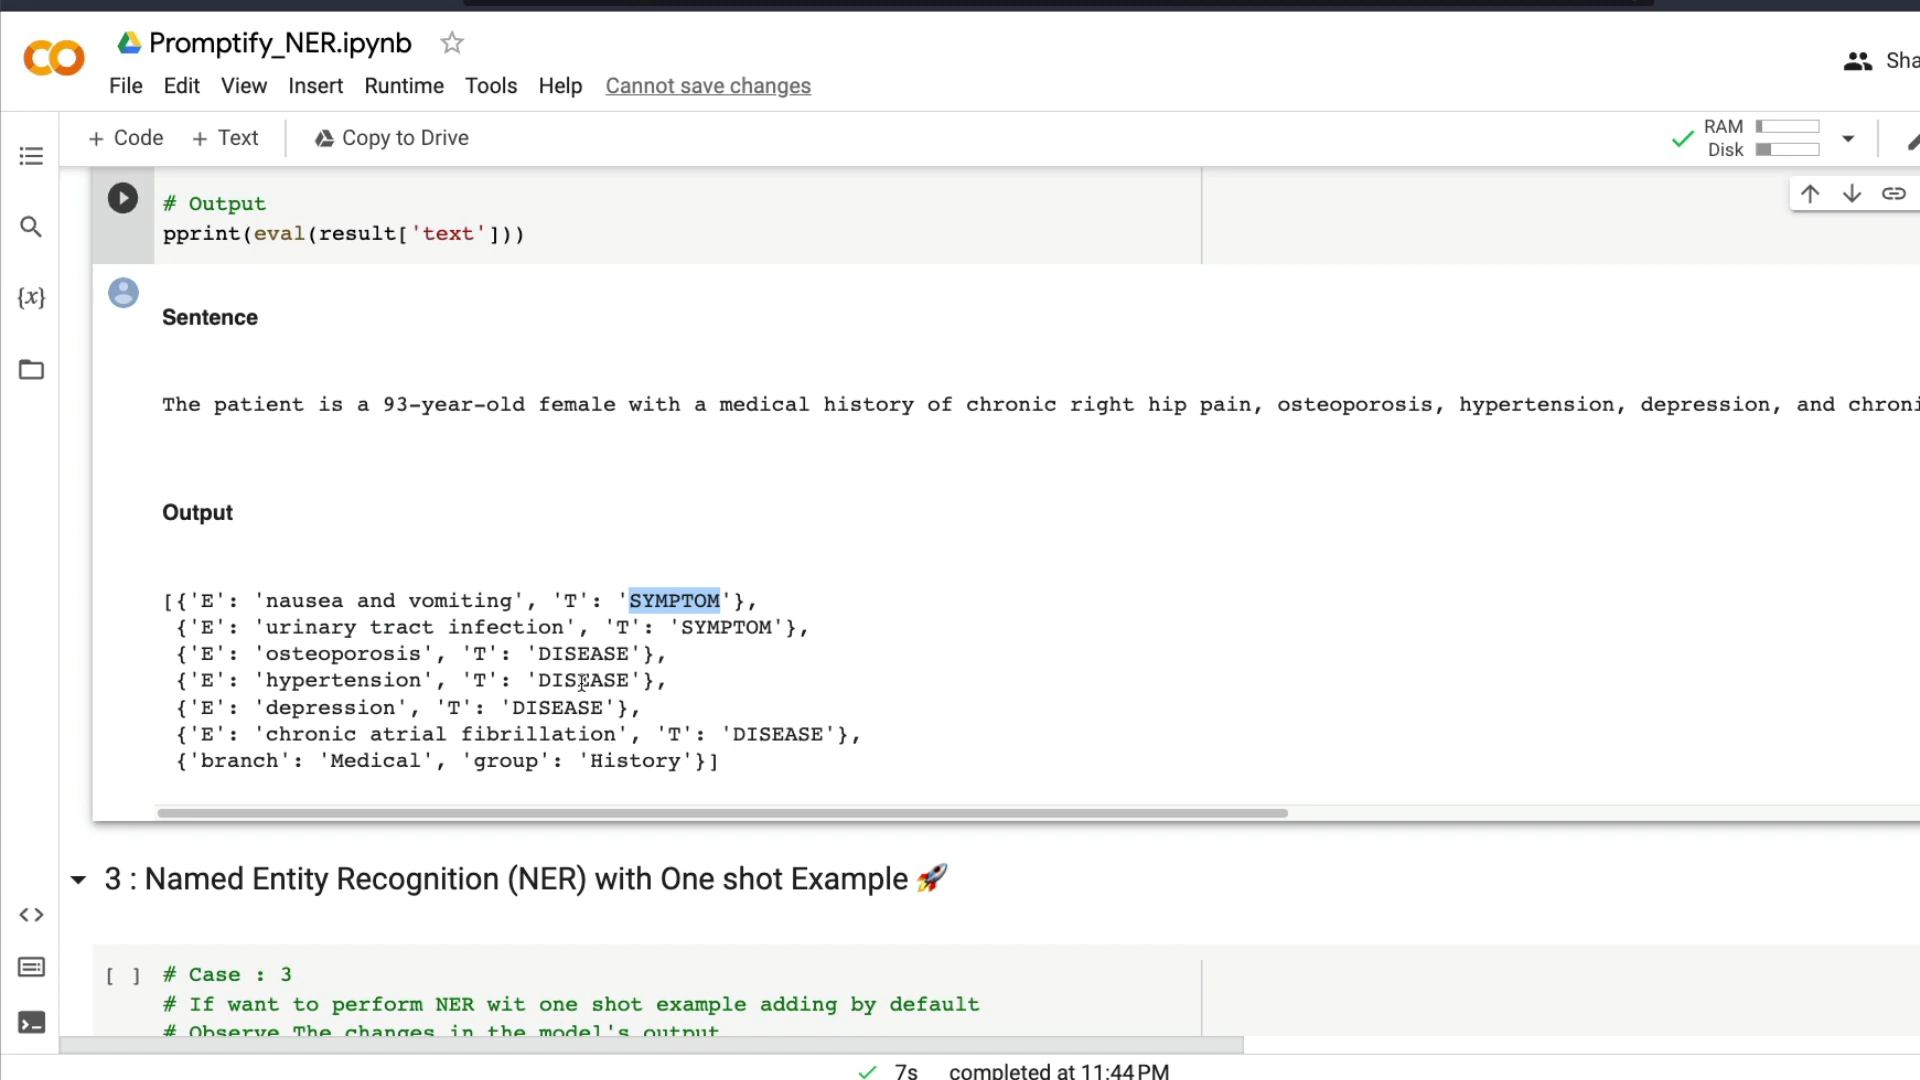 Promptify_NER.ipynb
Sha
File Edit View Insert Runtime Tools Help Cannot save changes
+ Code + Text Copy to Drive
RAM
Disk
# Output
pprint(eval(result['text']))
{x}
Sentence
The patient is a 93-year-old female with a medical history of chronic right hip pain, osteoporosis, hypertension, depression, and chroni
Output
[{'E': 'nausea and vomiting', 'T': 'SYMPTOM'},
{'E': 'urinary tract infection', 'T': 'SYMPTOM'},
{'E': 'osteoporosis', 'T': 'DISEASE'},
{'E': 'hypertension', 'T': 'DISEASE'},
{'E': 'depression', 'T': 'DISEASE'},
{'E': 'chronic atrial fibrillation', 'T': 'DISEASE'},
{'branch': 'Medical', 'group': 'History'}]
3 : Named Entity Recognition (NER) with One shot Example 🚀
[ ] # Case : 3
# If want to perform NER wit one shot example adding by default
# Observe The changes in the model's output
7s completed at 11:44 PM